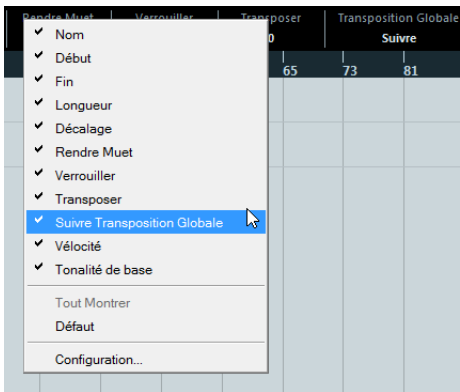 Rendre Muet Verrouiller Transposer Transposition Globale
0 Suivre
65 73 81
Nom
Début
Fin
Longueur
Décalage
Rendre Muet
Verrouiller
Transposer
Suivre Transposition Globale
Vélocité
Tonalité de base
Tout Montrer
Défaut
Configuration...